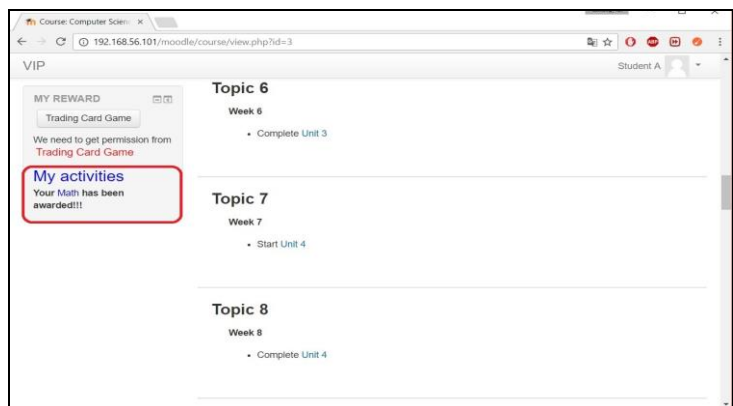 Course: Computer Scien
192.168.56.101/moodle/course/view.php?id=3
ABP
VIP
Student A
MY REWARD
Trading Card Game
We need to get permission from
Trading Card Game
My activities
Your Math has been
awarded!!!
Topic 6
Week 6
Complete Unit 3
Topic 7
Week 7
Start Unit 4
Topic 8
Week 8
Complete Unit 4